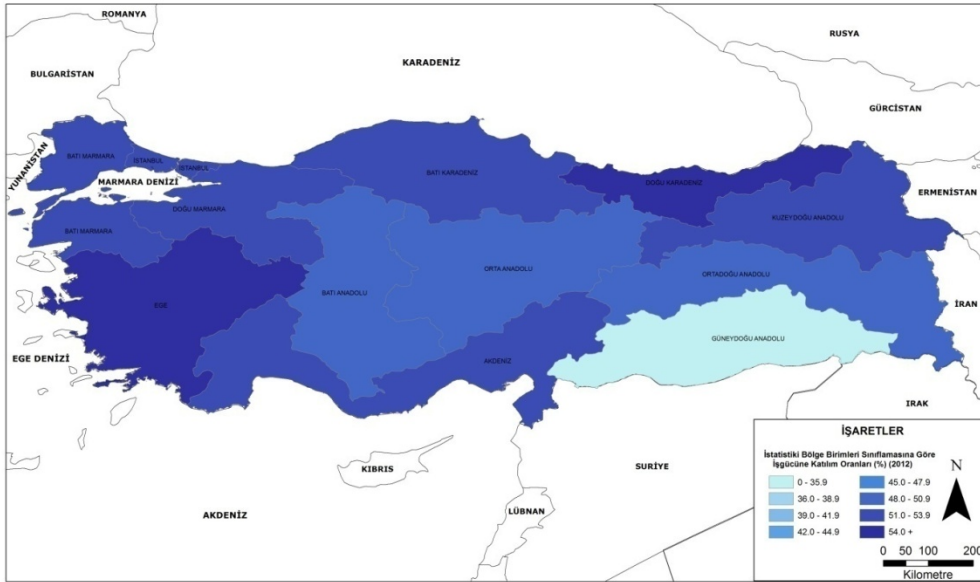 ROMANYA
RUSYA
KARADENİZ
BULGARİSTAN
GÜRCİSTAN
YUNANİSTAN
BATI MARMARA
İSTANBUL
İSTANBUL
BATI KARADENİZ
MARMARA DENİZİ
DOĞU KARADENİZ
ERMENİSTAN
DOĞU MARMARA
KUZEYDOĞU ANADOLU
BATI MARMARA
ORTA ANADOLU
ORTADOĞU ANADOLU
BATI ANADOLU
EGE
İRAN
GÜNEYDOĞU ANADOLU
EGE DENİZİ
AKDENİZ
IRAK
KIBRIS
SURİYE
LÜBNAN
AKDENİZ
İŞARETLER
İstatistiki Bölge Birimleri Sınıflamasına Göre
İşgücüne Katılım Oranları (%) (2012)
N
0 - 35.9
36.0 - 38.9
39.0 - 41.9
42.0 - 44.9
45.0 - 47.9
48.0 - 50.9
51.0 - 53.9
54.0 +
0 50 100 200
Kilometre